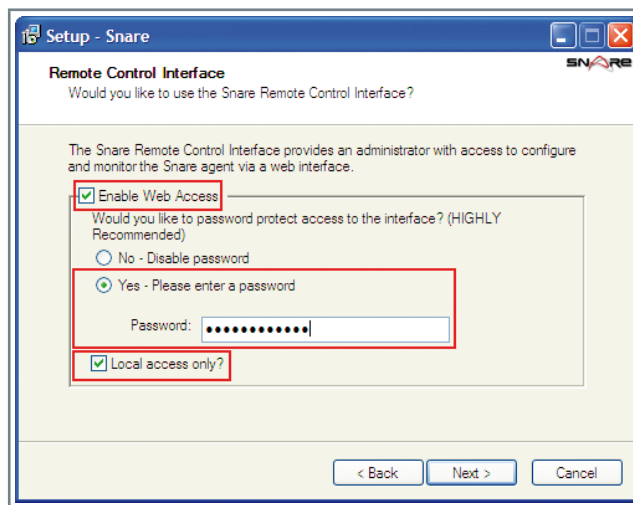 Setup - Snare
Remote Control Interface
Would you like to use the Snare Remote Control Interface?
SNARE
The Snare Remote Control Interface provides an administrator with access to configure
and monitor the Snare agent via a web interface.
Enable Web Access
Would you like to password protect access to the interface? (HIGHLY
Recommended)
No - Disable password
Yes - Please enter a password
Password: ●●●●●●●●●●●●
Local access only?
< Back Next > Cancel